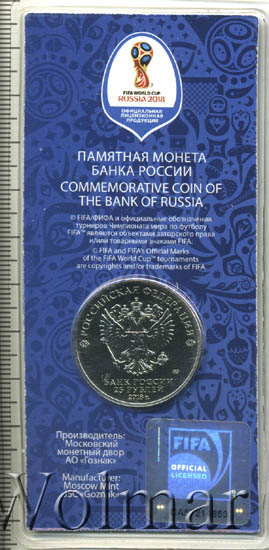 FIFA WORLD CUP
RUSSIA 2018
ОФИЦИАЛЬНАЯ
ЛИЦЕНЗИОННАЯ
ПРОДУКЦИЯ
ПАМЯТНАЯ МОНЕТА
БАНКА РОССИИ
COMMEMORATIVE COIN OF
THE BANK OF RUSSIA
© FIFA/ФИФА и официальные обозначения
турниров Чемпионата мира по футболу
FIFA™ являются объектами авторского права
и/или товарными знаками FIFA.
© FIFA and FIFA's Official Marks
of the FIFA World Cup™ tournaments
are copyrights and/or trademarks of FIFA.
РОССИЙСКАЯ ФЕДЕРАЦИЯ
БАНК РОССИИ
25 РУБЛЕЙ
2018 г.
Производитель:
Московский
монетный двор
АО «Гознак»
Manufacturer:
Moscow Mint
JSC «Goznak»
FIFA
OFFICIAL
LICENSED
Wolmar